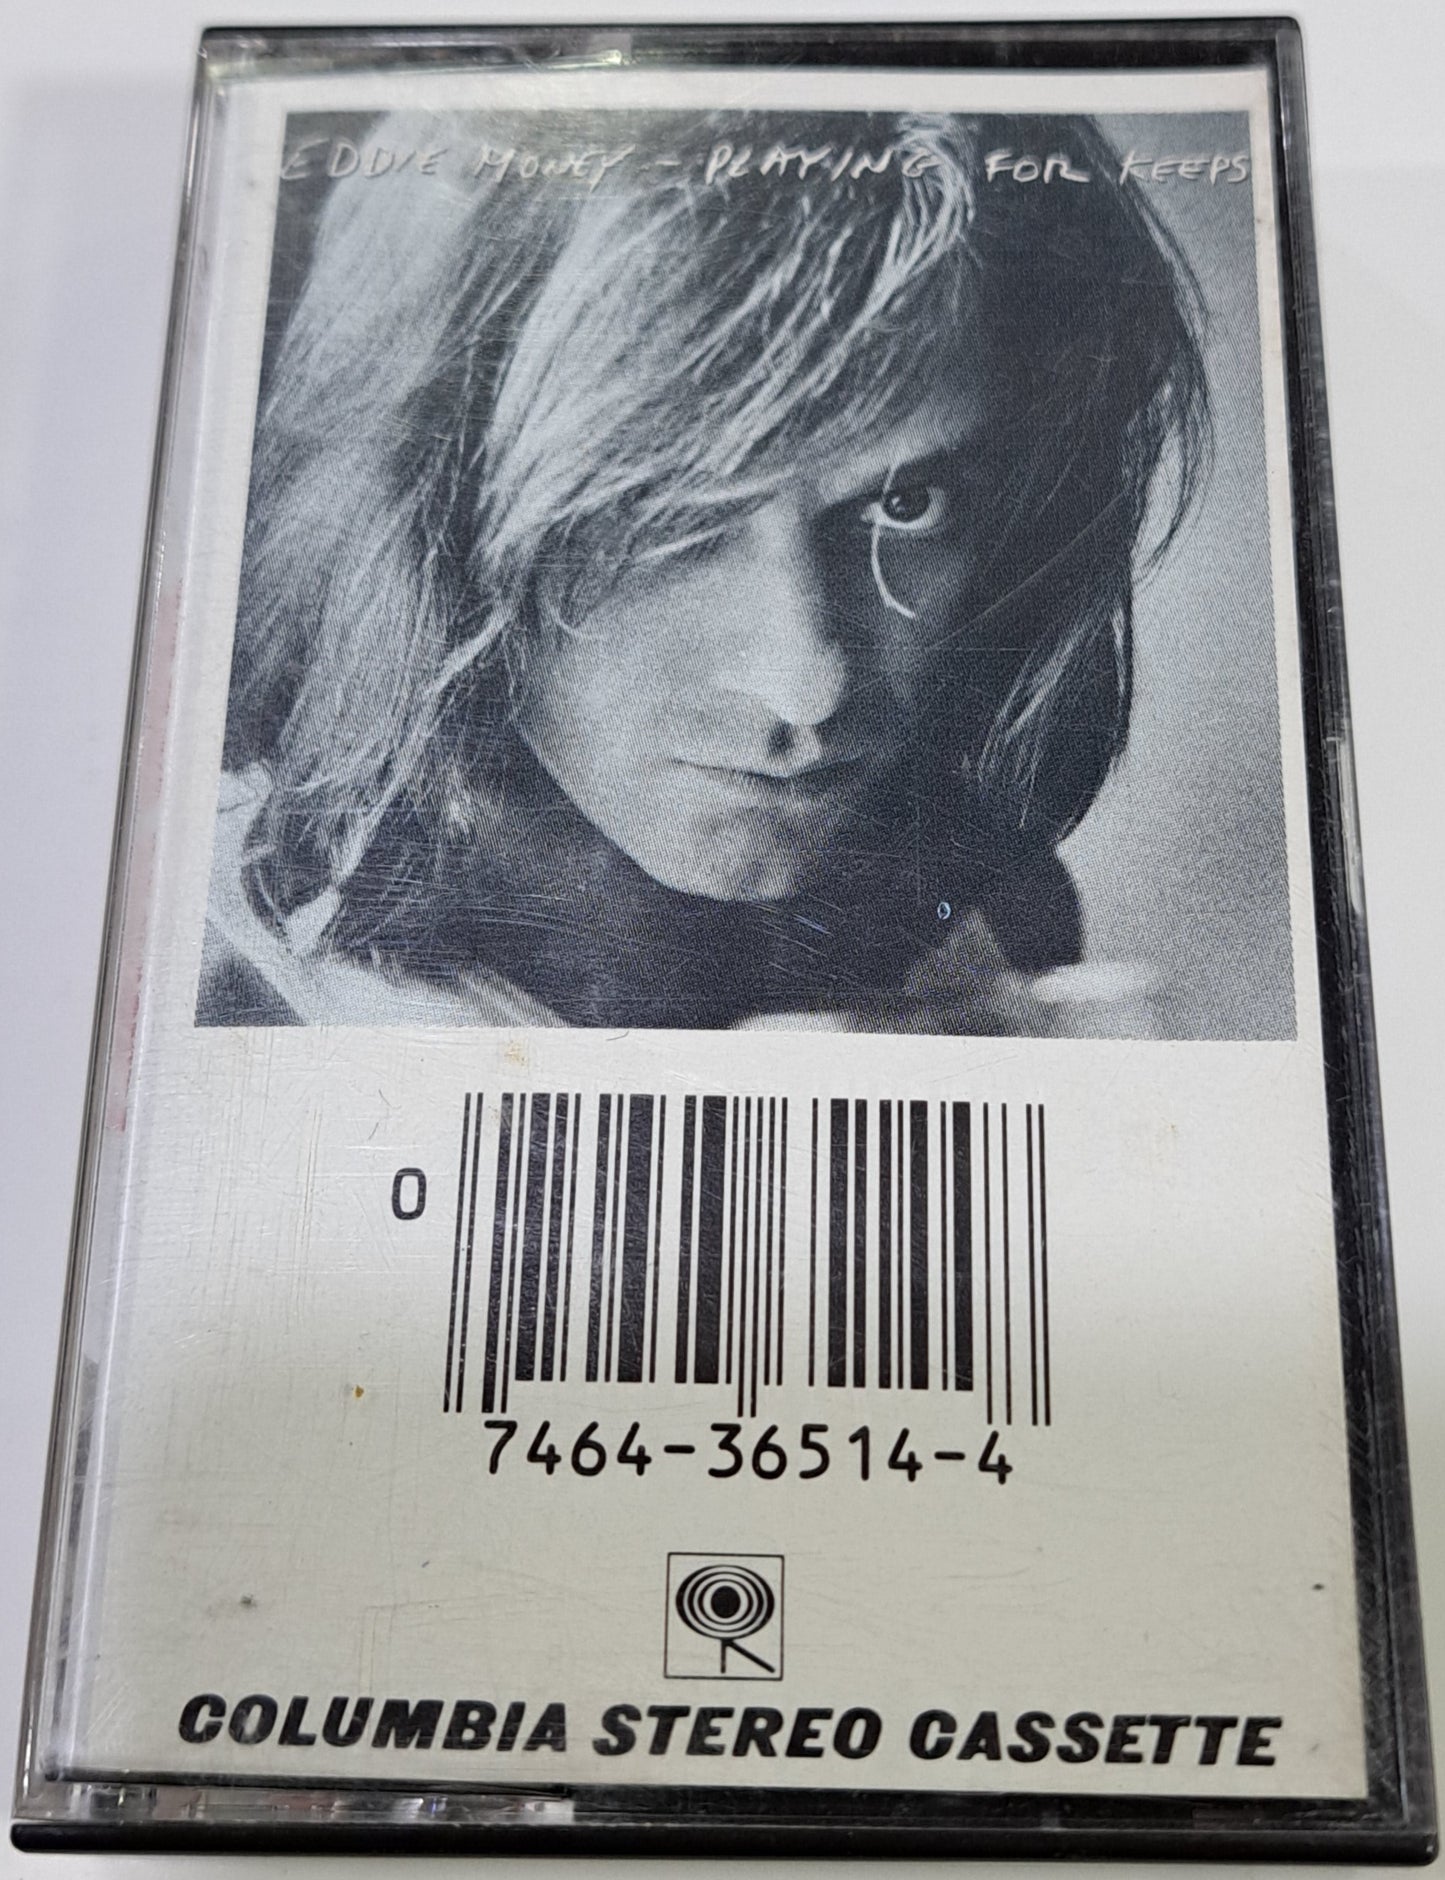 EDDIE MONEY - PLAYING FOR KEEPS
0
7464-36514-4
COLUMBIA STEREO CASSETTE